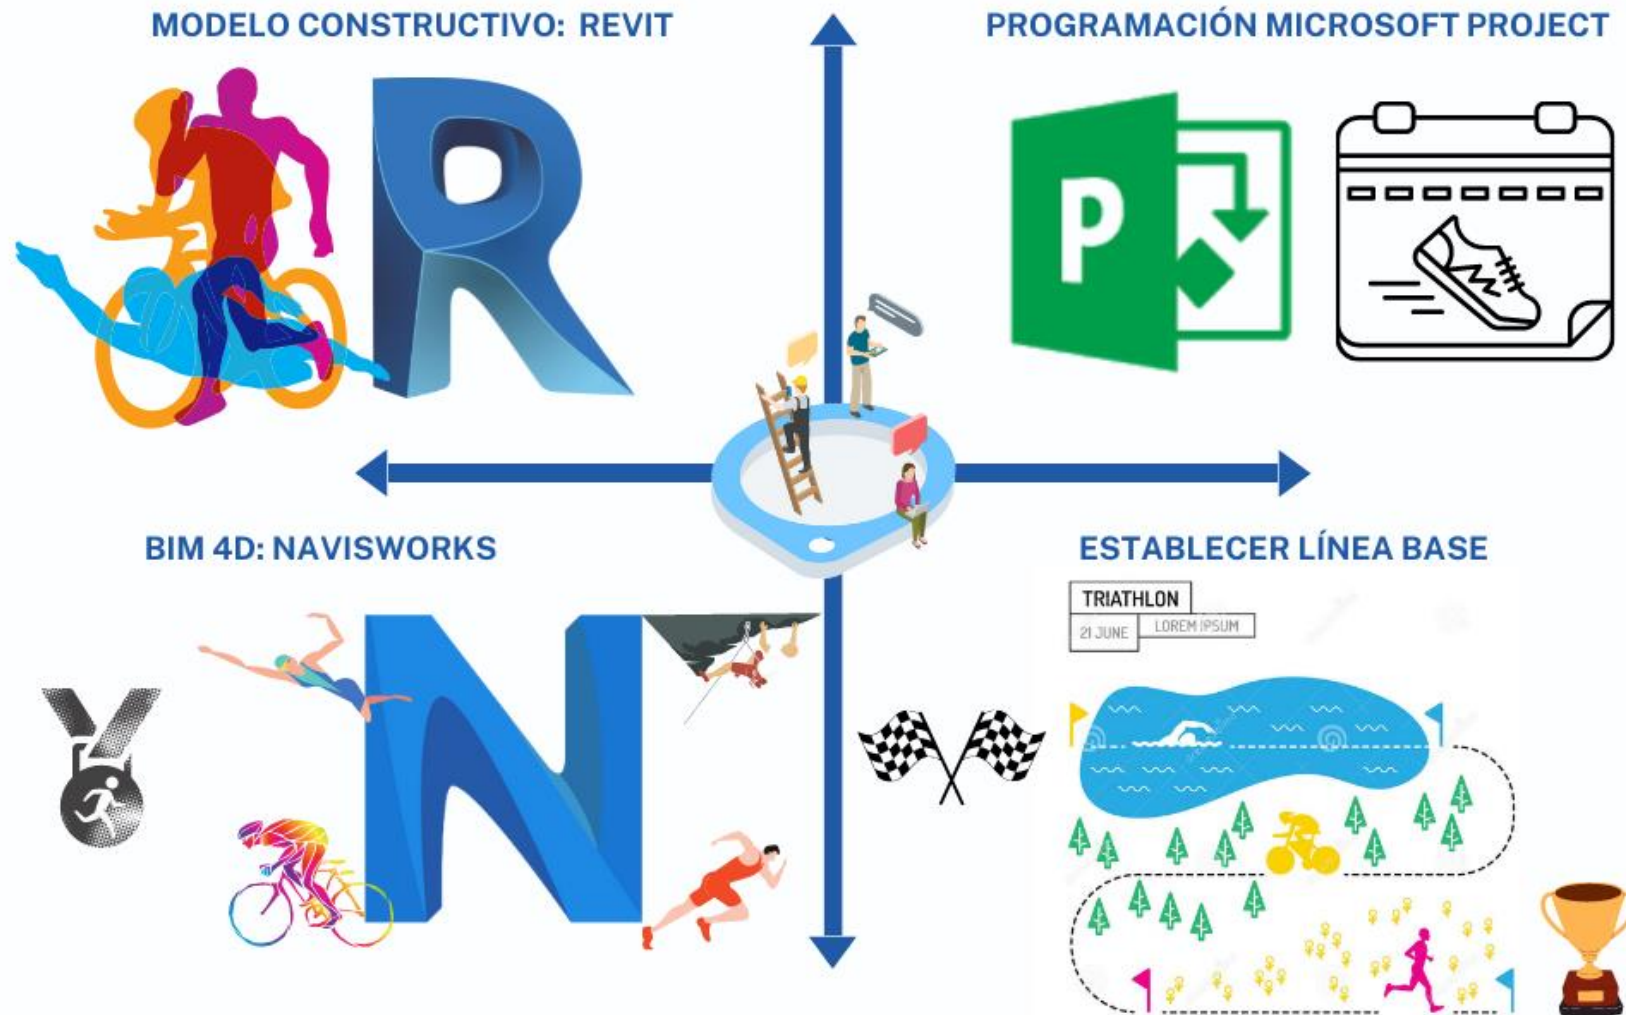 MODELO CONSTRUCTIVO: REVIT
PROGRAMACIÓN MICROSOFT PROJECT
R
P
BIM 4D: NAVISWORKS
ESTABLECER LÍNEA BASE
N
TRIATHLON
21 JUNE
LOREM IPSUM